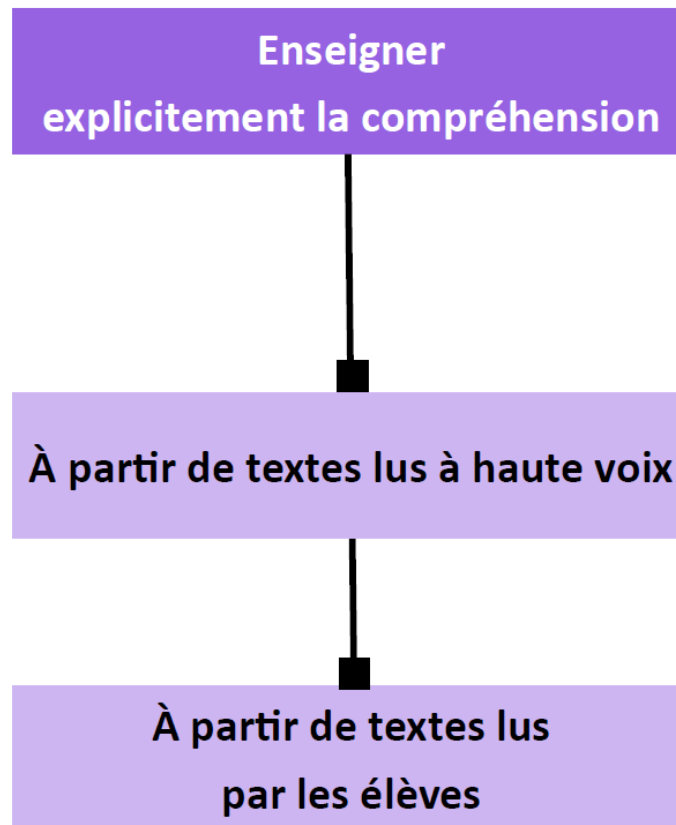 Enseigner
explicitement la compréhension
À partir de textes lus à haute voix
À partir de textes lus
par les élèves